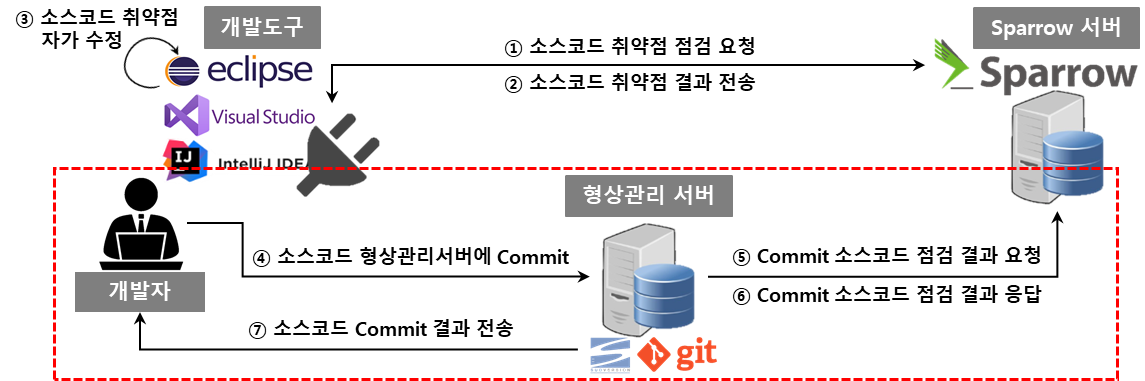 ③ 소스코드 취약점
자가 수정
개발도구
eclipse
Visual Studio
IJ
IntelliJ IDEA
① 소스코드 취약점 점검 요청
② 소스코드 취약점 결과 전송
Sparrow 서버
Sparrow
형상관리 서버
개발자
④ 소스코드 형상관리서버에 Commit
⑤ Commit 소스코드 점검 결과 요청
⑥ Commit 소스코드 점검 결과 응답
⑦ 소스코드 Commit 결과 전송
SUBVERSION
git